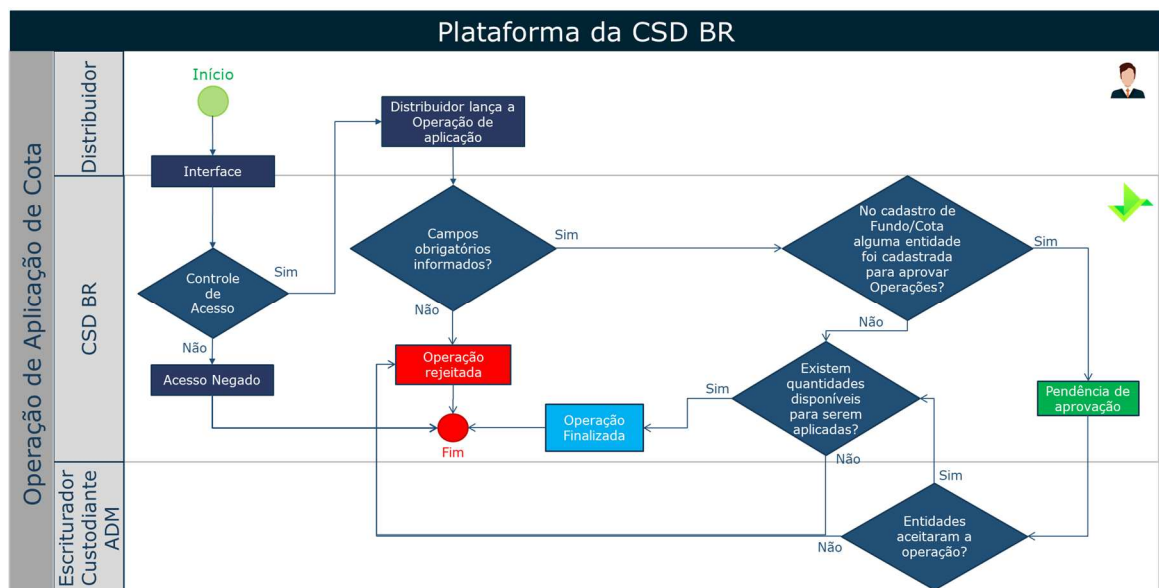 Plataforma da CSD BR
Operação de Aplicação de Cota
Distribuidor
Início
Interface
Distribuidor lança a
Operação de
aplicação
CSD BR
Controle
de
Acesso
Sim
Não
Acesso Negado
Campos
obrigatórios
informados?
Sim
Não
Operação
rejeitada
Fim
No cadastro de
Fundo/Cota
alguma entidade
foi cadastrada
para aprovar
Operações?
Sim
Não
Existem
quantidades
disponíveis
para serem
aplicadas?
Sim
Não
Operação
Finalizada
Pendência de
aprovação
Escriturador
Custodiante
ADM
Entidades
aceitaram a
operação?
Sim
Não